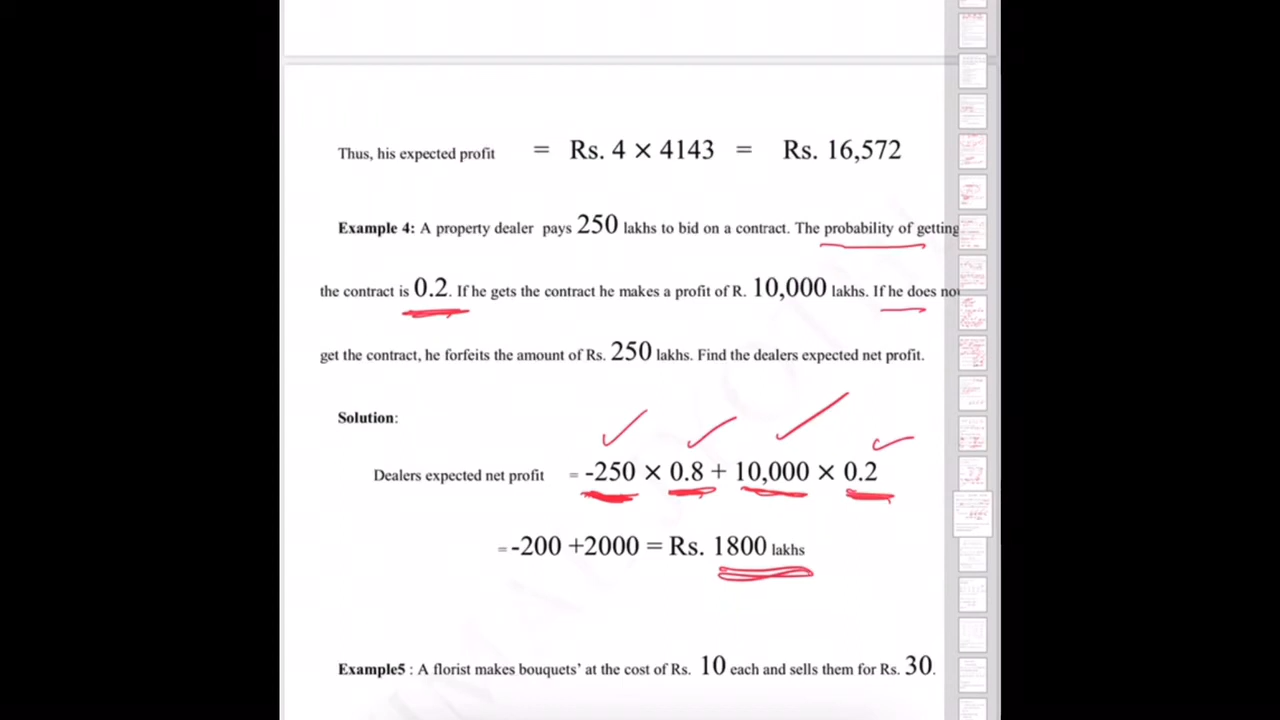 Thus, his expected profit = Rs. 4 × 4143 = Rs. 16,572
Example 4: A property dealer pays 250 lakhs to bid on a contract. The probability of getting
the contract is 0.2. If he gets the contract he makes a profit of R. 10,000 lakhs. If he does no
get the contract, he forfeits the amount of Rs. 250 lakhs. Find the dealers expected net profit.
Solution:
Dealers expected net profit = -250 × 0.8 + 10,000 × 0.2
= -200 +2000 = Rs. 1800 lakhs
Example5 : A florist makes bouquets' at the cost of Rs. 10 each and sells them for Rs. 30.